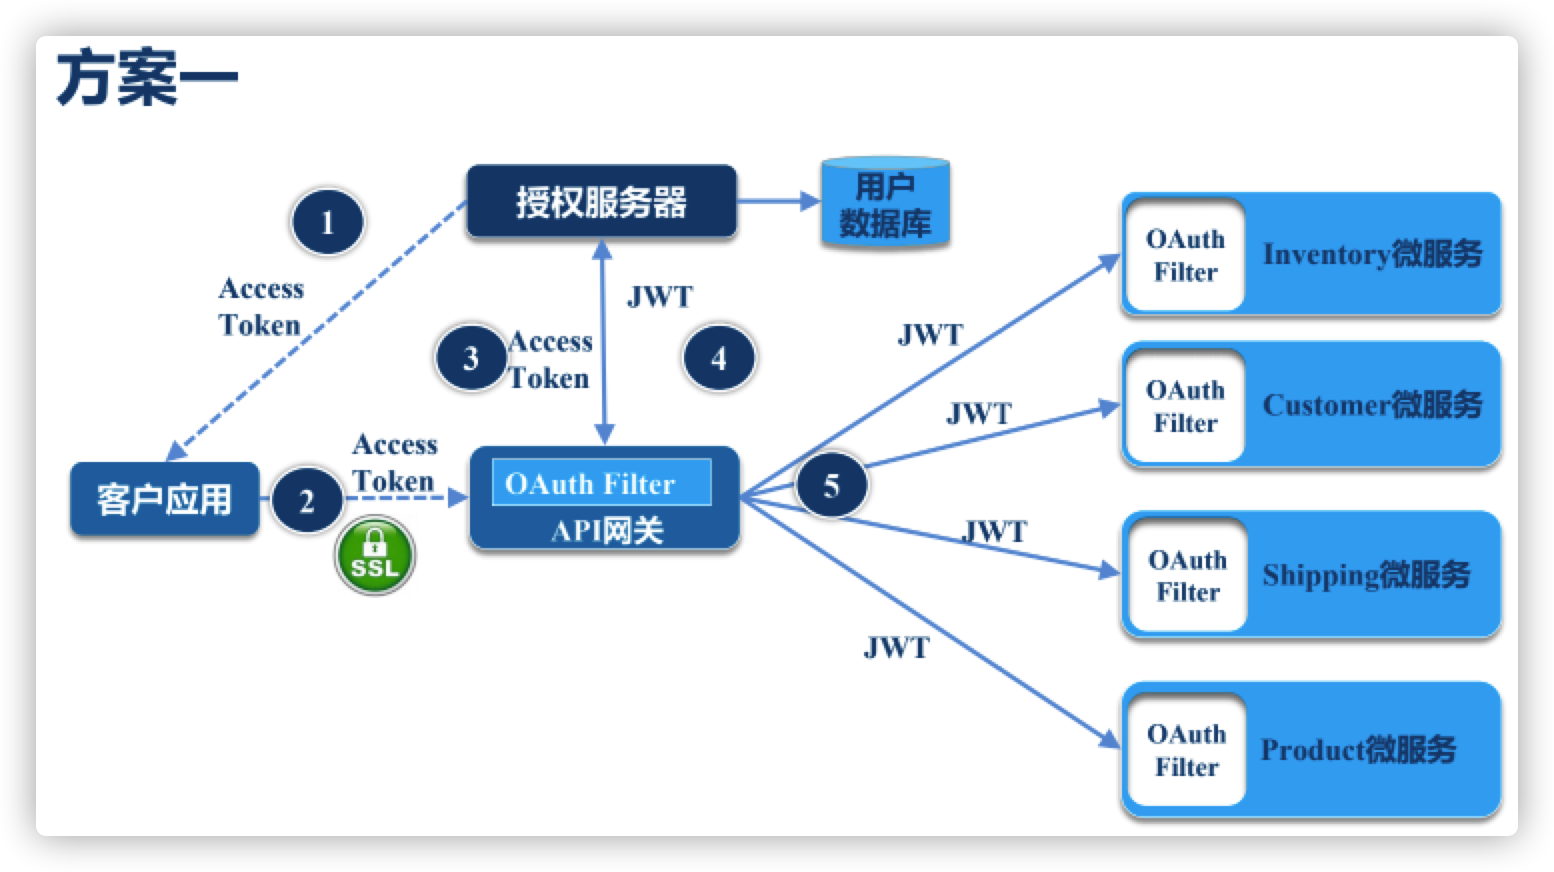 方案一
1
Access
Token
授权服务器
用户
数据库
JWT
3
Access
Token
4
客户应用
2
Access
Token
SSL
OAuth Filter
API网关
5
JWT
JWT
JWT
JWT
OAuth
Filter
Inventory微服务
OAuth
Filter
Customer微服务
OAuth
Filter
Shipping微服务
OAuth
Filter
Product微服务